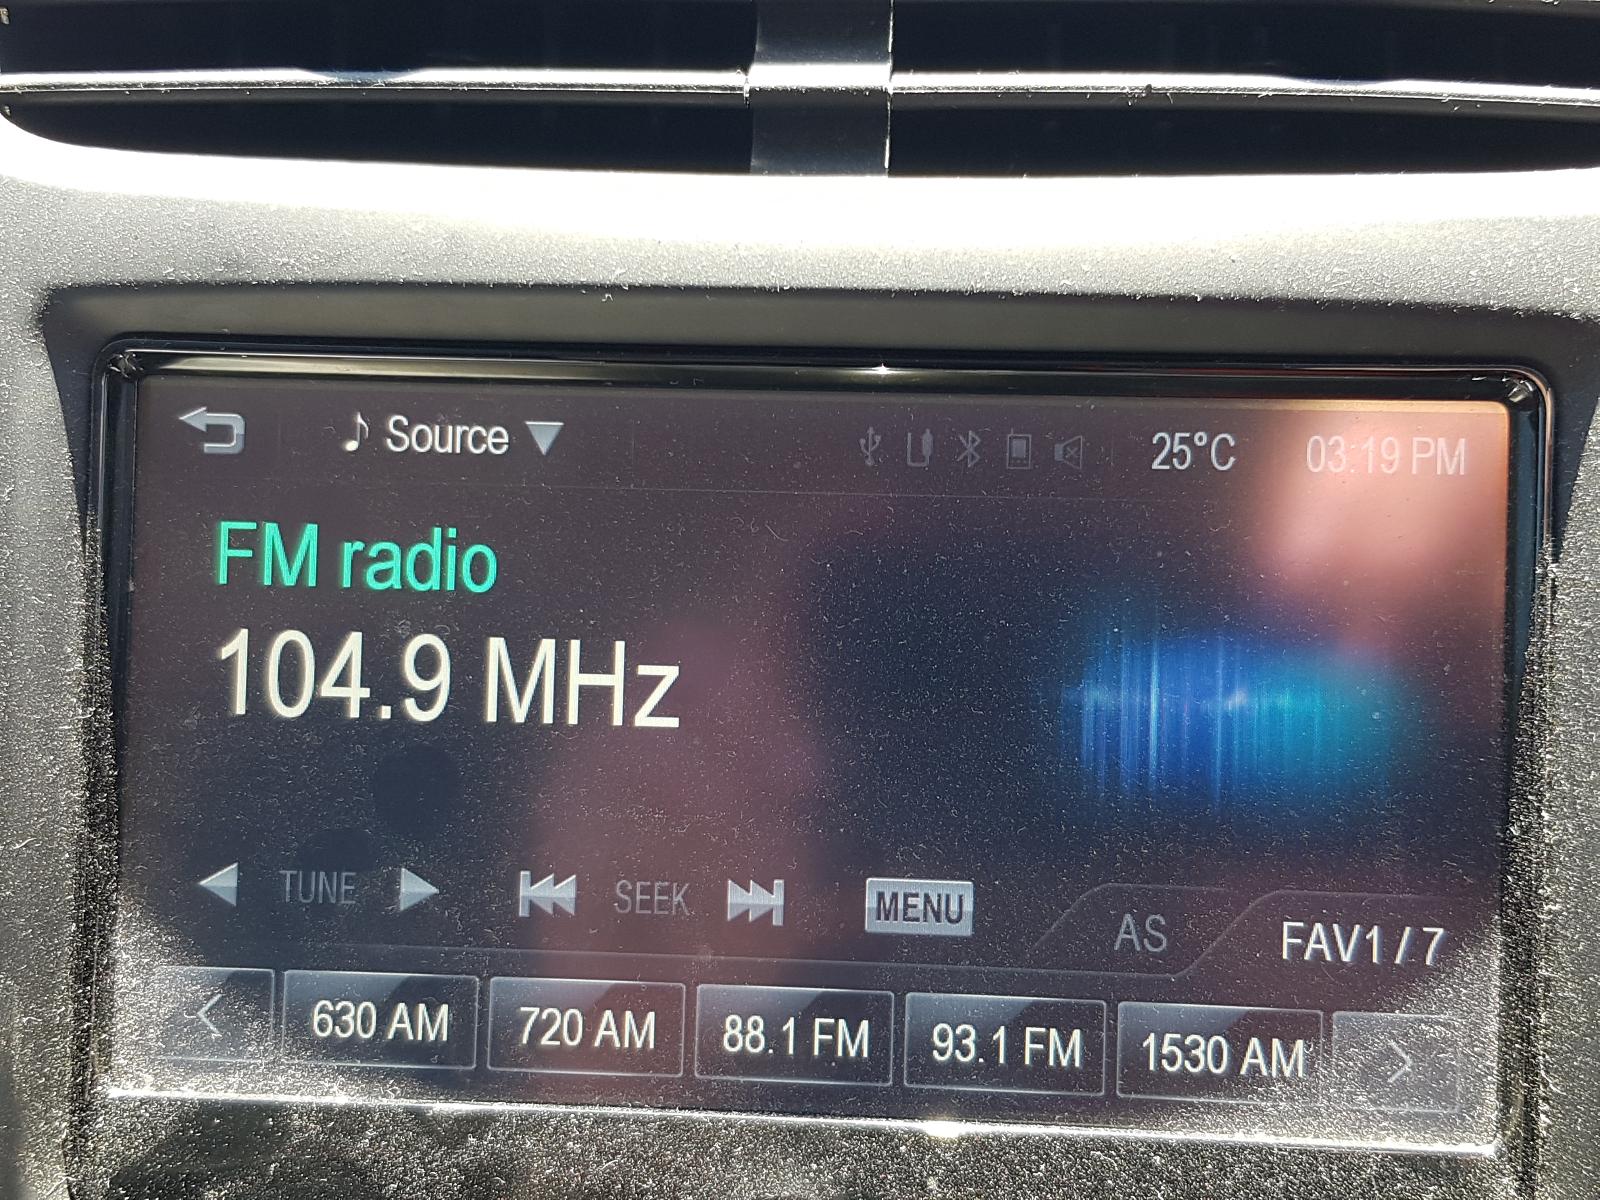 Source 25°C 03:19 PM
FM radio
104.9 MHz
TUNE SEEK MENU AS FAV1 / 7
630 AM 720 AM 88.1 FM 93.1 FM 1530 AM